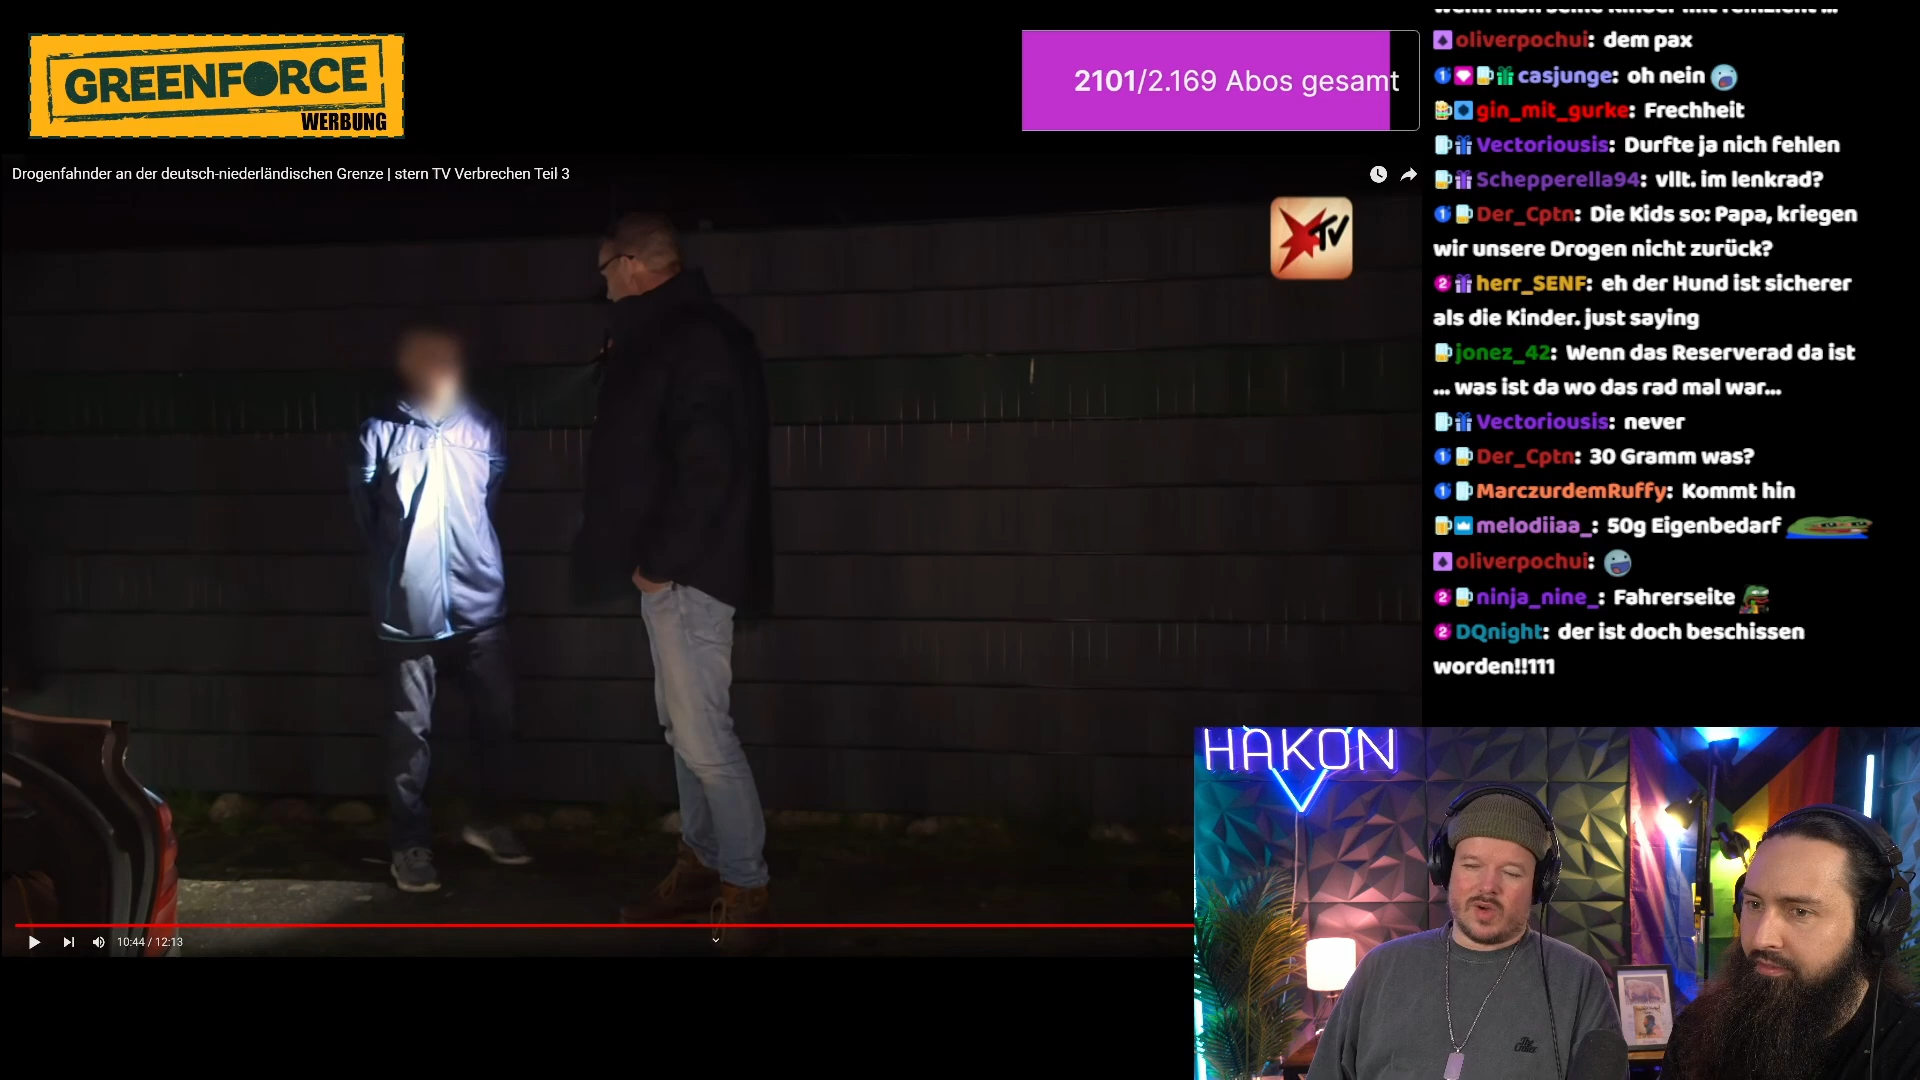 GREENFORCE
WERBUNG
2101/2.169 Abos gesamt
Drogenfahnder an der deutsch-niederländischen Grenze | stern TV Verbrechen Teil 3
TV
10:44 / 12:13
oliverpochui: dem pax
casjunge: oh nein
gin_mit_gurke: Frechheit
Vectoriousis: Durfte ja nich fehlen
Schepperella94: vllt. im lenkrad?
Der_Cptn: Die Kids so: Papa, kriegen
wir unsere Drogen nicht zurück?
herr_SENF: eh der Hund ist sicherer
als die Kinder. just saying
jonez_42: Wenn das Reserverad da ist
... was ist da wo das rad mal war...
Vectoriousis: never
Der_Cptn: 30 Gramm was?
MarczurdemRuffy: Kommt hin
melodiiaa_: 50g Eigenbedarf
oliverpochui:
ninja_nine_: Fahrerseite
DQnight: der ist doch beschissen
worden!!111
HAKON